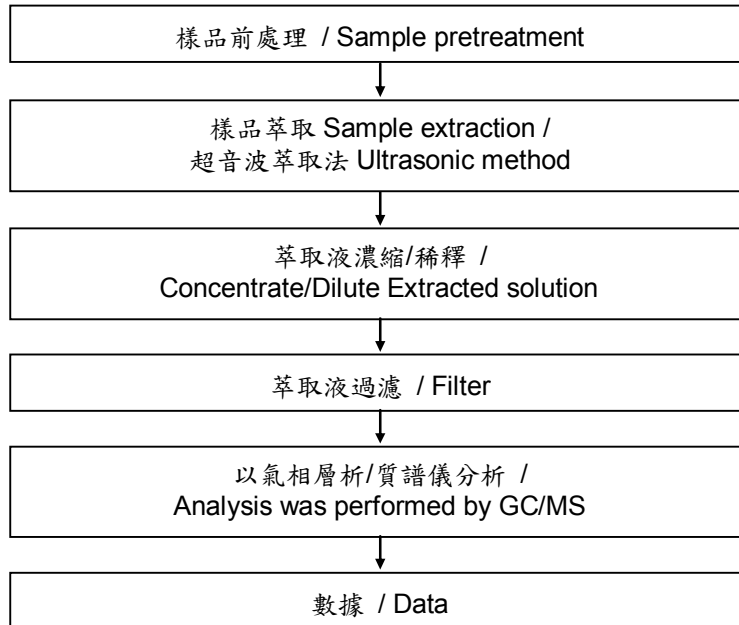 樣品前處理 / Sample pretreatment
樣品萃取 Sample extraction /
超音波萃取法 Ultrasonic method
萃取液濃縮/稀釋 /
Concentrate/Dilute Extracted solution
萃取液過濾 / Filter
以氣相層析/質譜儀分析 /
Analysis was performed by GC/MS
數據 / Data